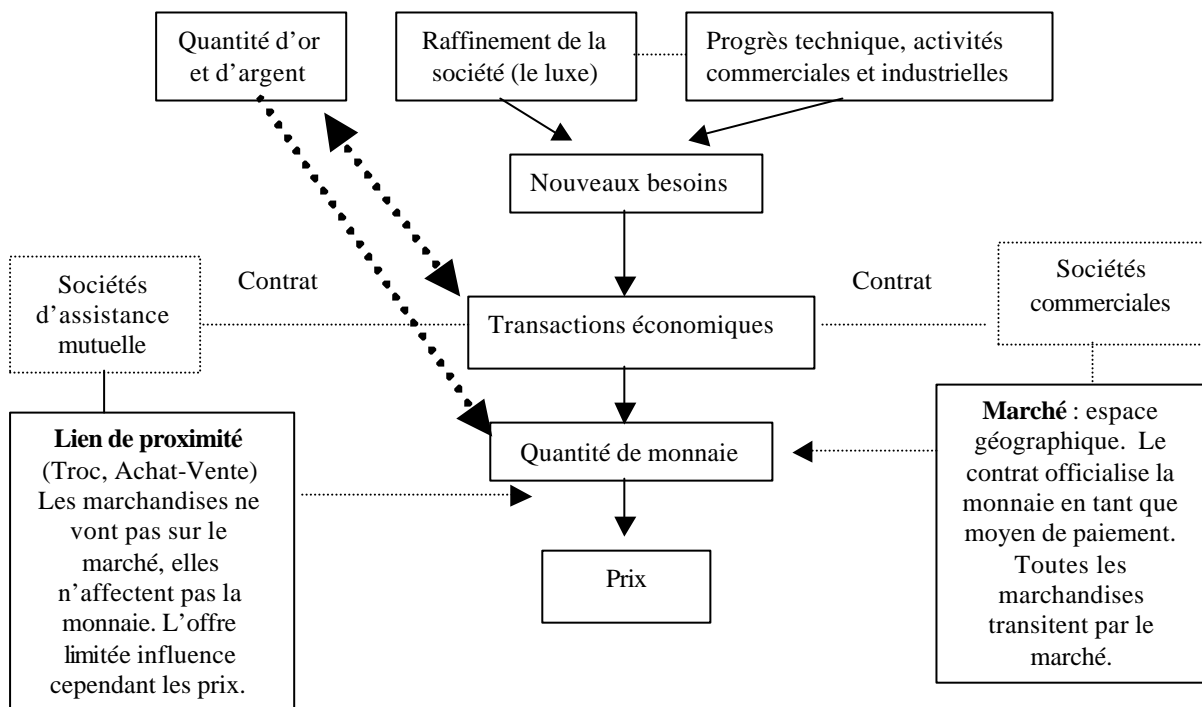 Quantité d’or
et d’argent
Raffinement de la
société (le luxe)
Progrès technique, activités
commerciales et industrielles
Nouveaux besoins
Sociétés
d’assistance
mutuelle
Contrat
Transactions économiques
Contrat
Sociétés
commerciales
Lien de proximité
(Troc, Achat-Vente)
Les marchandises ne
vont pas sur le
marché, elles
n’affectent pas la
monnaie. L’offre
limitée influence
cependant les prix.
Quantité de monnaie
Marché : espace
géographique. Le
contrat officialise la
monnaie en tant que
moyen de paiement.
Toutes les
marchandises
transitent par le
marché.
Prix